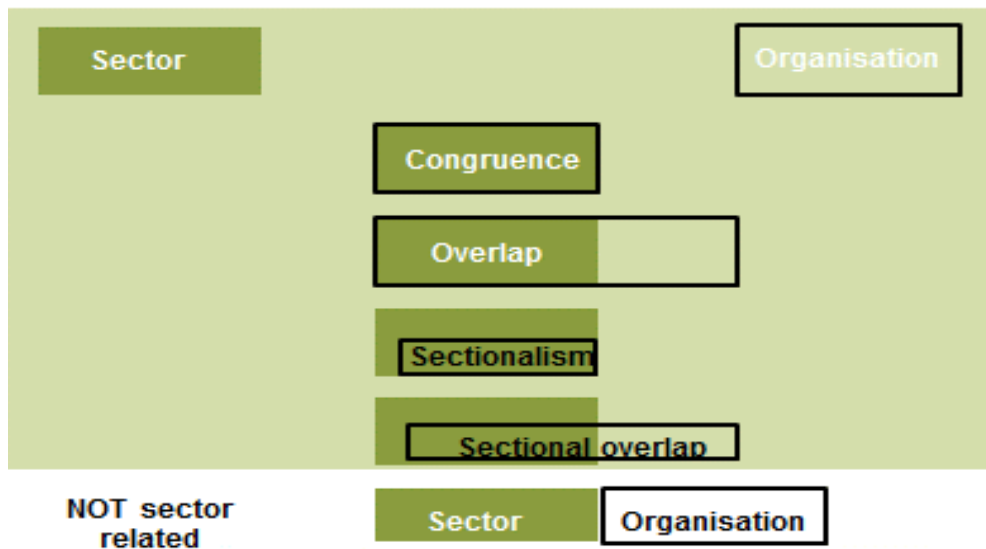 Sector
Organisation
Congruence
Overlap
Sectionalism
Sectional overlap
NOT sector
related
Sector
Organisation